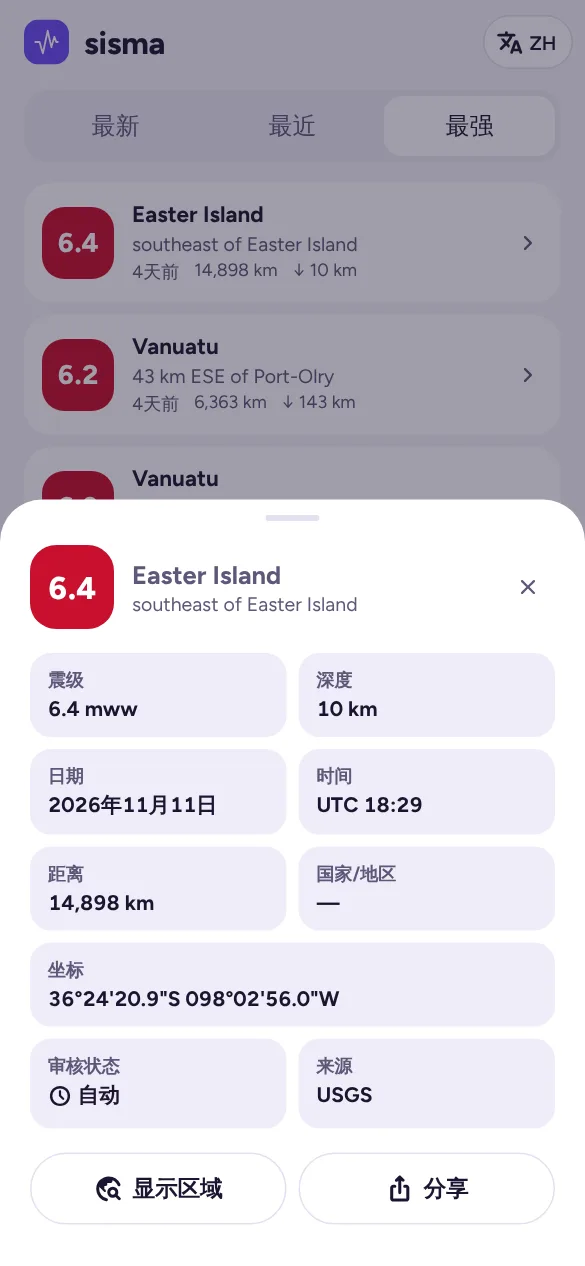 sisma
ZH
最新
最近
最强
6.4
Easter Island
southeast of Easter Island
4天前 14,898 km ↓ 10 km
6.2
Vanuatu
43 km ESE of Port-Olry
4天前 6,363 km ↓ 143 km
Vanuatu
6.4
Easter Island
southeast of Easter Island
震级
6.4 mww
深度
10 km
日期
2026年11月11日
时间
UTC 18:29
距离
14,898 km
国家/地区
—
坐标
36°24'20.9"S 098°02'56.0"W
审核状态
自动
来源
USGS
显示区域
分享